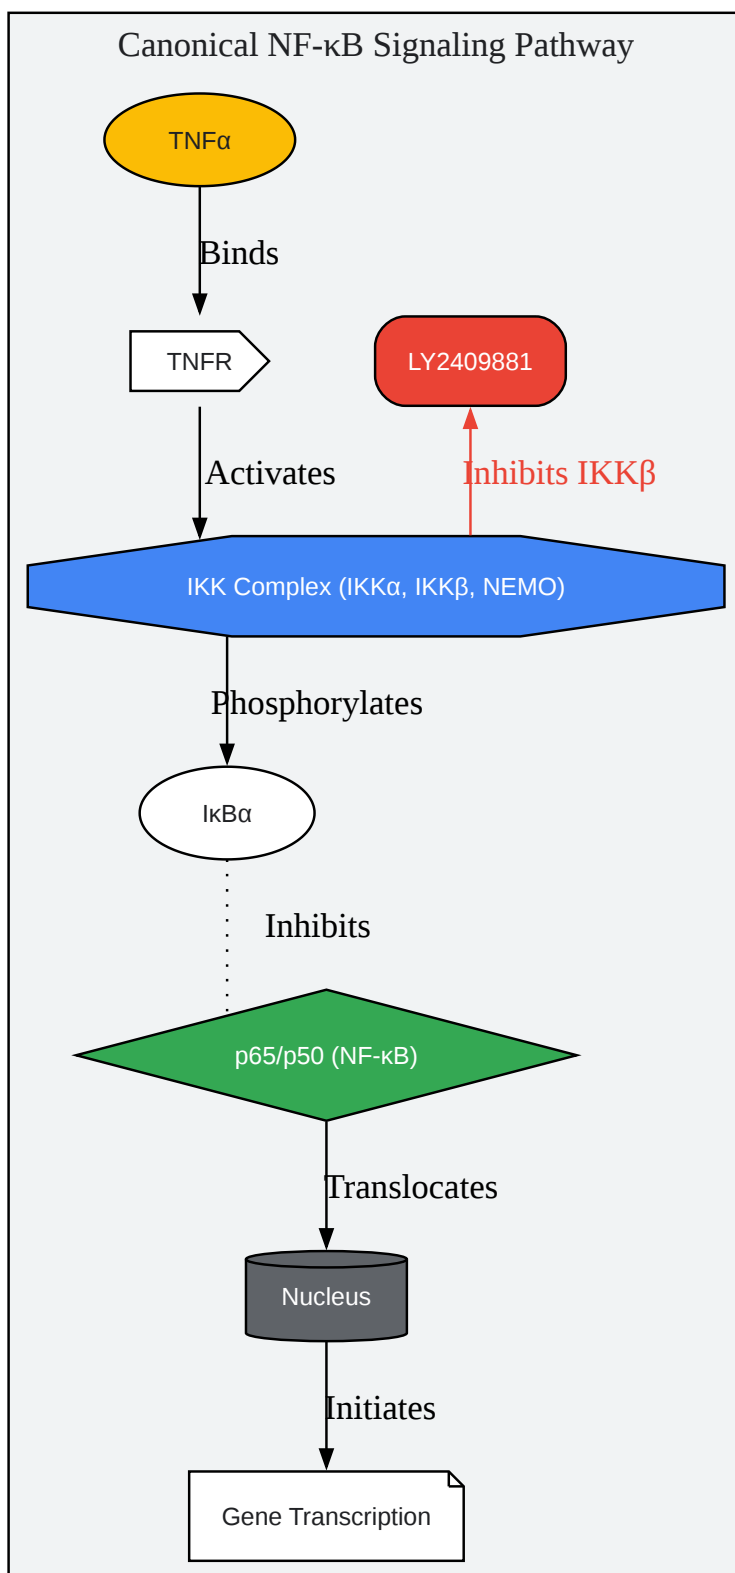 Canonical NF-κB Signaling Pathway
TNFα
Binds
TNFR
LY2409881
Activates
Inhibits IKKβ
IKK Complex (IKKα, IKKβ, NEMO)
Phosphorylates
IκBα
Inhibits
p65/p50 (NF-κB)
Translocates
Nucleus
Initiates
Gene Transcription